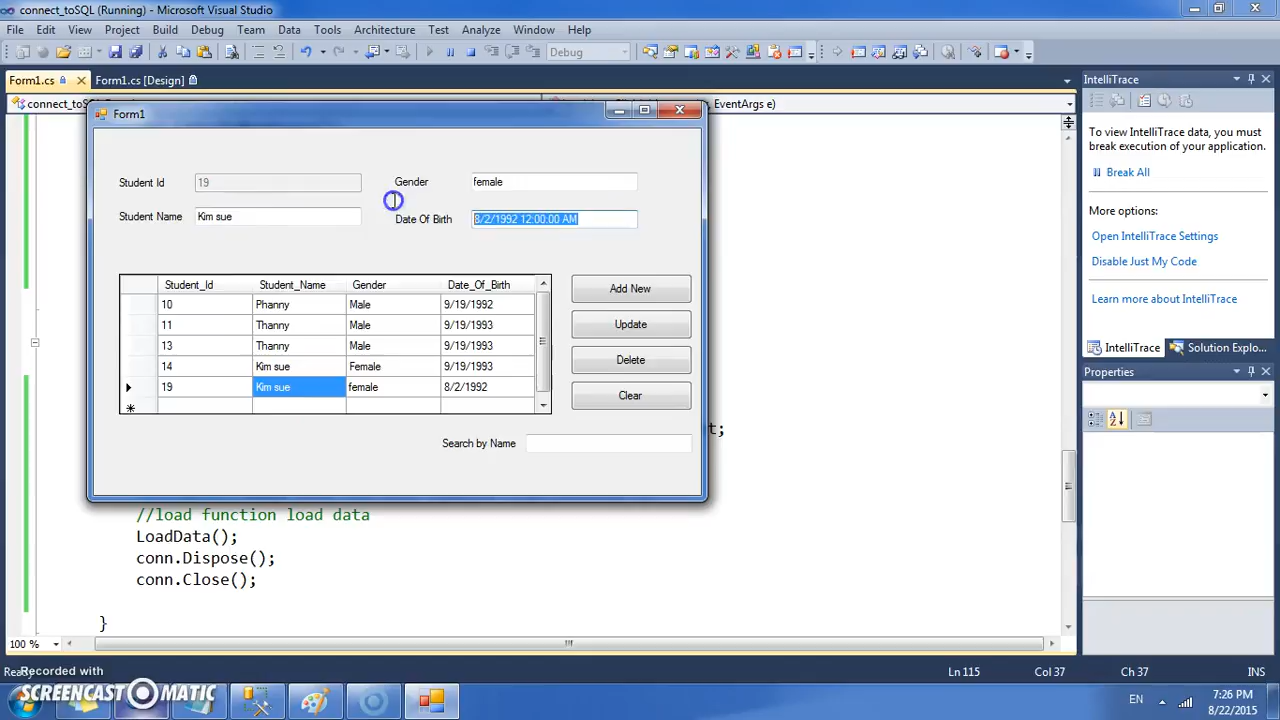 connect_toSQL (Running) - Microsoft Visual Studio
File Edit View Project Build Debug Team Data Tools Architecture Test Analyze Window Help
Debug
Form1.cs Form1.cs [Design]
IntelliTrace
connect_toSQL
, EventArgs e)
Form1
To view IntelliTrace data, you must
break execution of your application.
Break All
Open IntelliTrace Settings
Disable Just My Code
Learn more about IntelliTrace
IntelliTrace Solution Explo...
Properties
Student Id 19 Gender female
Student Name Kim sue Date Of Birth 8/2/1992 12:00:00 AM
Student_Id Student_Name Gender Date_Of_Birth
10 Phanny Male 9/19/1992
11 Thanny Male 9/19/1993
13 Thanny Male 9/19/1993
14 Kim sue Female 9/19/1993
19 Kim sue female 8/2/1992
Add New
Update
Delete
Clear
Search by Name
t;
//load function load data
LoadData();
conn.Dispose();
conn.Close();
}
100 %
Rea
Ln 115 Col 37 Ch 37 INS
Recorded with
SCREENCAST MATIC
EN
7:26 PM
8/22/2015